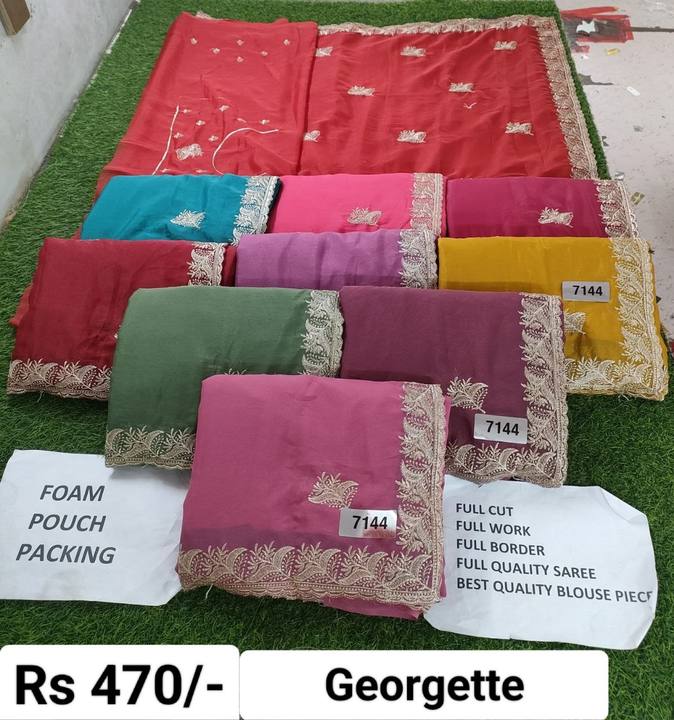 7144
7144
7144
FOAM
POUCH
PACKING
FULL CUT
FULL WORK
FULL BORDER
FULL QUALITY SAREE
BEST QUALITY BLOUSE PIECE
Rs 470/-
Georgette